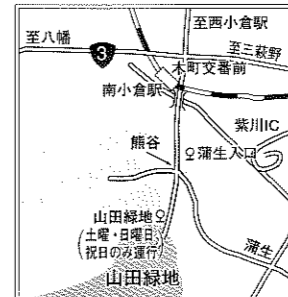 至西小倉駅
至八幡
3
至三萩野
木町交番前
南小倉駅
紫川IC
熊谷
蒲生入口
山田緑地
(土曜・日曜日
祝日のみ運行)
蒲生
山田緑地